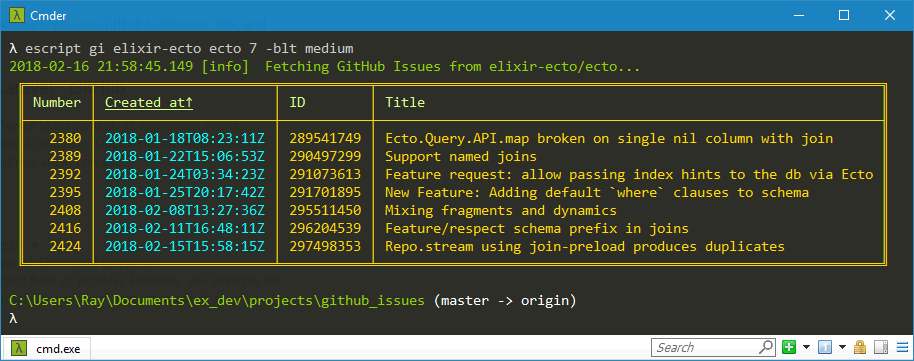 Cmder
λ escript gi elixir-ecto ecto 7 -blt medium
2018-02-16 21:58:45.149 [info]  Fetching GitHub Issues from elixir-ecto/ecto...
Number Created at↑ ID Title
2380 2018-01-18T08:23:11Z 289541749 Ecto.Query.API.map broken on single nil column with join
2389 2018-01-22T15:06:53Z 290497299 Support named joins
2392 2018-01-24T03:34:23Z 291073613 Feature request: allow passing index hints to the db via Ecto
2395 2018-01-25T20:17:42Z 291701895 New Feature: Adding default `where` clauses to schema
2408 2018-02-08T13:27:36Z 295511450 Mixing fragments and dynamics
2416 2018-02-11T16:48:11Z 296204539 Feature/respect schema prefix in joins
2424 2018-02-15T15:58:15Z 297498353 Repo.stream using join-preload produces duplicates
C:\Users\Ray\Documents\ex_dev\projects\github_issues (master -> origin)
λ
λ cmd.exe Search